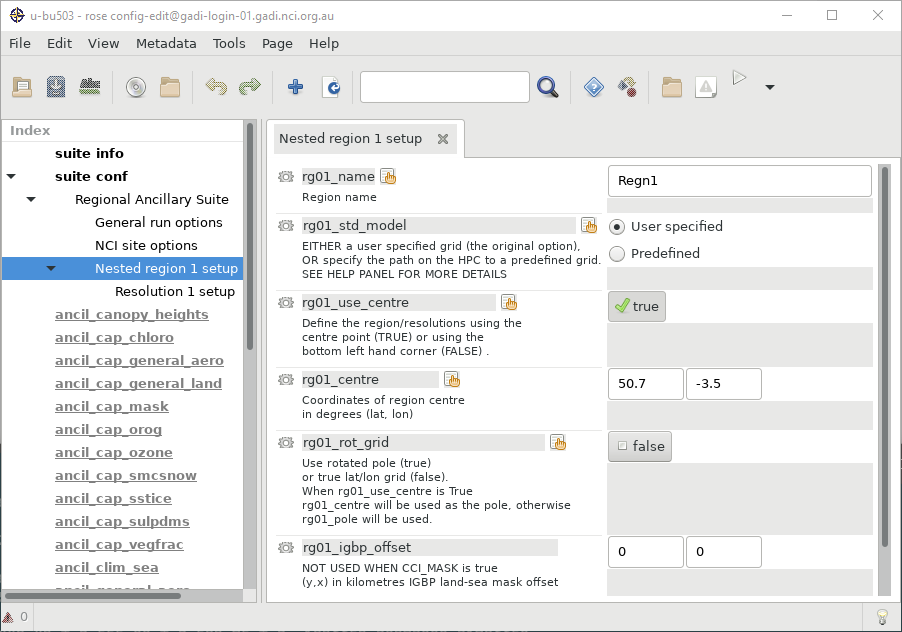 u-bu503 - rose config-edit@gadi-login-01.gadi.nci.org.au
File Edit View Metadata Tools Page Help
Index
suite info
suite conf
Regional Ancillary Suite
General run options
NCI site options
Nested region 1 setup
Resolution 1 setup
ancil_canopy_heights
ancil_cap_chloro
ancil_cap_general_aero
ancil_cap_general_land
ancil_cap_mask
ancil_cap_orog
ancil_cap_ozone
ancil_cap_smcsnow
ancil_cap_sstice
ancil_cap_sulpdms
ancil_cap_vegfrac
ancil_clim_sea
Nested region 1 setup
rg01_name
Region name
Regn1
rg01_std_model
EITHER a user specified grid (the original option),
OR specify the path on the HPC to a predefined grid.
SEE HELP PANEL FOR MORE DETAILS
User specified
Predefined
rg01_use_centre
Define the region/resolutions using the
centre point (TRUE) or using the
bottom left hand corner (FALSE) .
true
rg01_centre
Coordinates of region centre
in degrees (lat, lon)
50.7 -3.5
rg01_rot_grid
Use rotated pole (true)
or true lat/lon grid (false).
When rg01_use_centre is True
rg01_centre will be used as the pole, otherwise
rg01_pole will be used.
false
rg01_igbp_offset
NOT USED WHEN CCI_MASK is true
(y,x) in kilometres IGBP land-sea mask offset
0 0
0